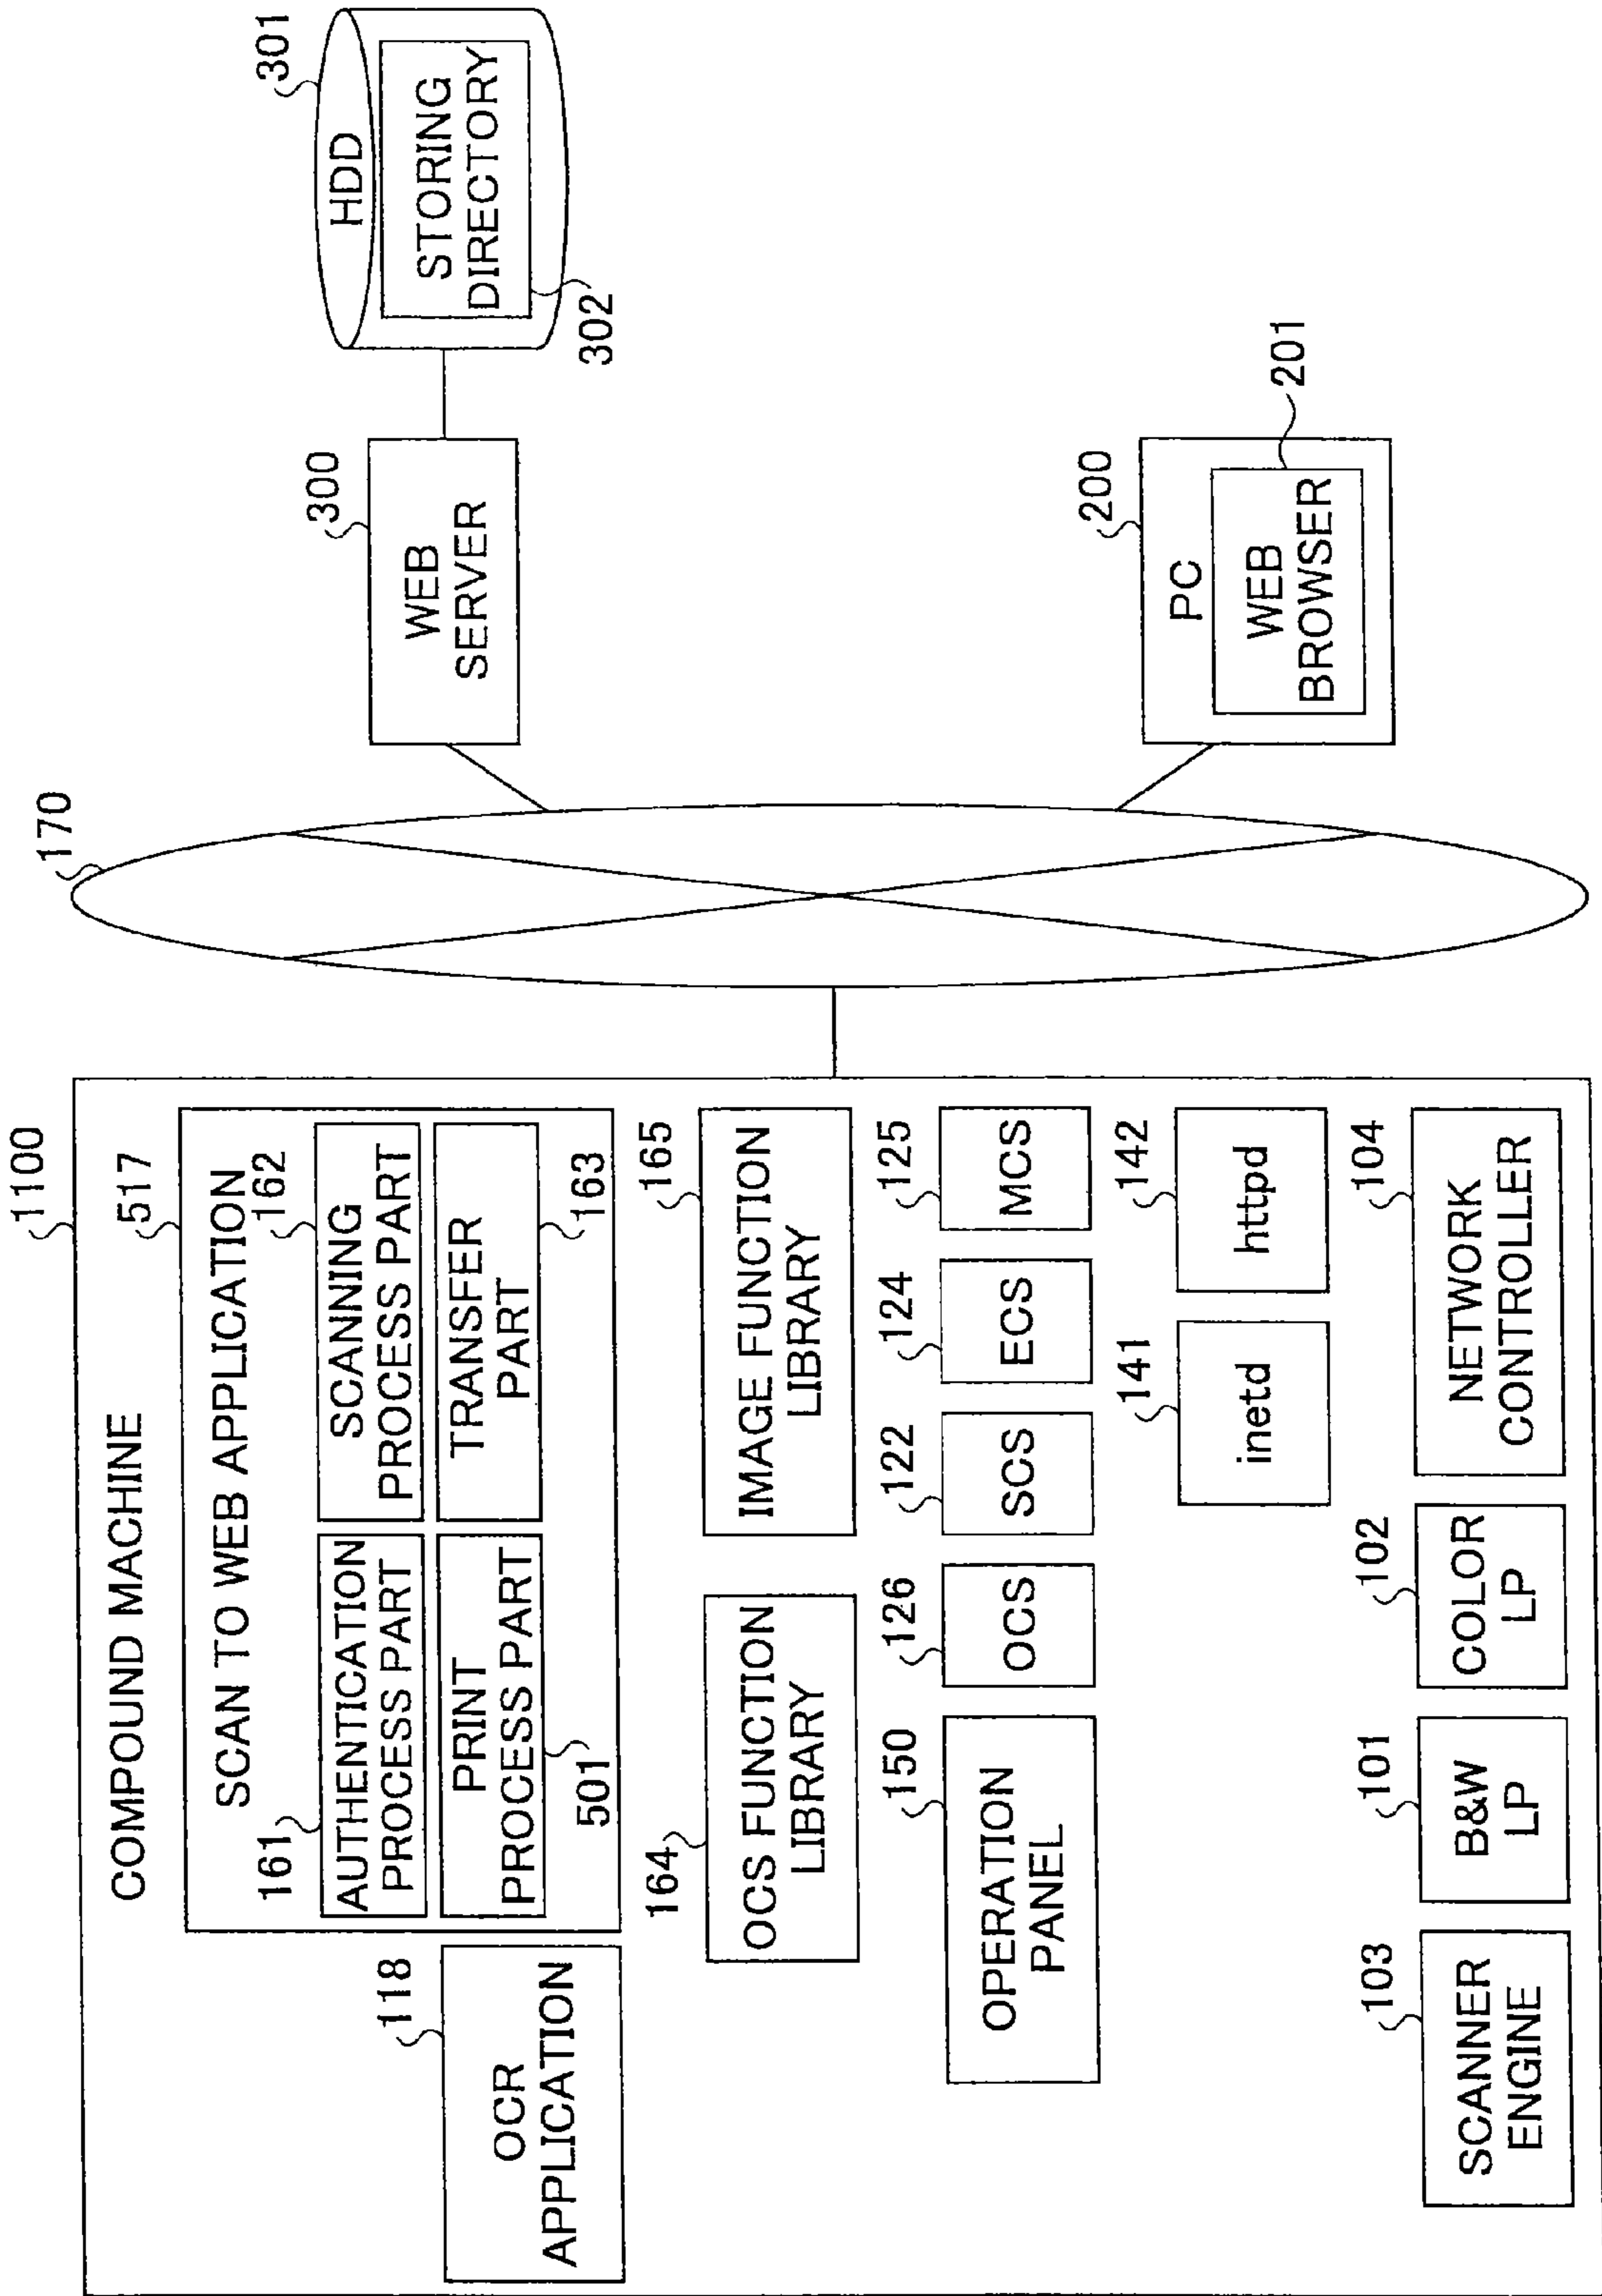 COMPOUND MACHINE
1100
SCAN TO WEB APPLICATION
517
161
AUTHENTICATION
PROCESS PART
162
SCANNING
PROCESS PART
PRINT
PROCESS PART
501
TRANSFER
PART
163
118
OCR
APPLICATION
164
OCS FUNCTION
LIBRARY
165
IMAGE FUNCTION
LIBRARY
150
OPERATION
PANEL
126
OCS
122
SCS
124
ECS
125
MCS
141
inetd
142
httpd
103
SCANNER
ENGINE
101
B&W
LP
102
COLOR
LP
104
NETWORK
CONTROLLER
170
300
WEB
SERVER
301
HDD
STORING
DIRECTORY
302
200
PC
WEB
BROWSER
201